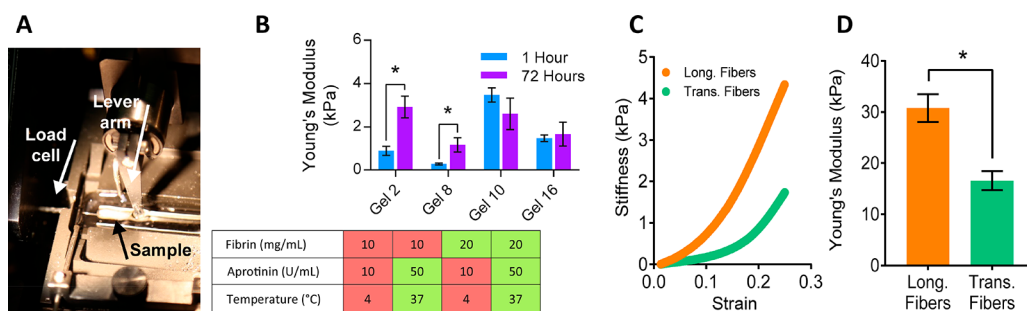 A
Load
cell
Lever
arm
Sample
B
Young's Modulus
(kPa)
6
4
2
0
1 Hour
72 Hours
*
*
Gel 2
Gel 8
Gel 10
Gel 16
Fibrin (mg/mL) 10 10 20 20
Aprotinin (U/mL) 10 50 10 50
Temperature (°C) 4 37 4 37
C
Stiffness (kPa)
5
4
3
2
1
0
Long. Fibers
Trans. Fibers
0.0 0.1 0.2 0.3
Strain
D
Young's Modulus (kPa)
40
30
20
10
0
*
Long.
Fibers
Trans.
Fibers